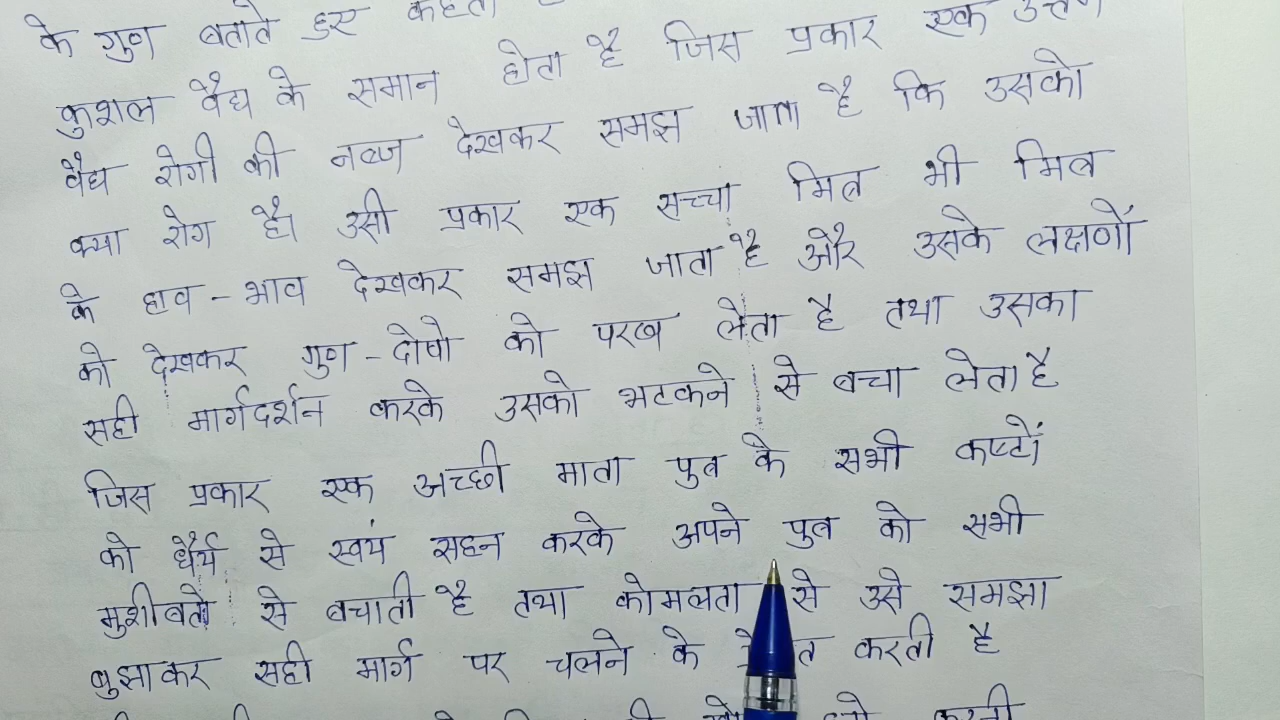 के गुण बताते हुए कहता
कुशल वैद्य के समान होता है जिस प्रकार एक उत्तम
वैद्य रोगी की नब्ज देखकर समझ जाता है कि उसको
क्या रोग है। उसी प्रकार एक सच्चा मित्र भी मित्र
के हाव - भाव देखकर समझ जाता है और उसके लक्षणों
को देखकर गुण - दोषो को परख लेता है तथा उसका
सही मार्गदर्शन करके उसको भटकने से बचा लेता है
जिस प्रकार एक अच्छी माता पुत्र के सभी कष्टों
को धैर्य से स्वयं सहन करके अपने पुत्र को सभी
मुशीबतो से बचाती है तथा कोमलता से उसे समझा
बुझाकर सही मार्ग पर चलने के करती है
करती